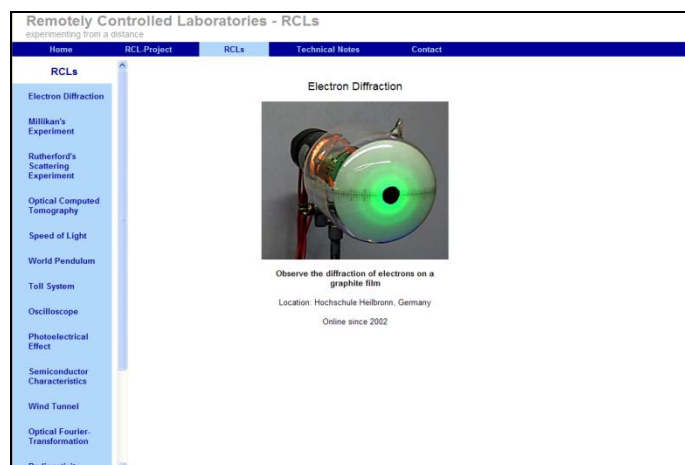 Remotely Controlled Laboratories - RCLs
experimenting from a distance
Home RCL-Project RCLs Technical Notes Contact
RCLs
Electron Diffraction
Millikan's
Experiment
Rutherford's
Scattering
Experiment
Optical Computed
Tomography
Speed of Light
World Pendulum
Toll System
Oscilloscope
Photoelectrical
Effect
Semiconductor
Characteristics
Wind Tunnel
Optical Fourier-
Transformation
Electron Diffraction
Observe the diffraction of electrons on a
graphite film
Location: Hochschule Heilbronn, Germany
Online since 2002